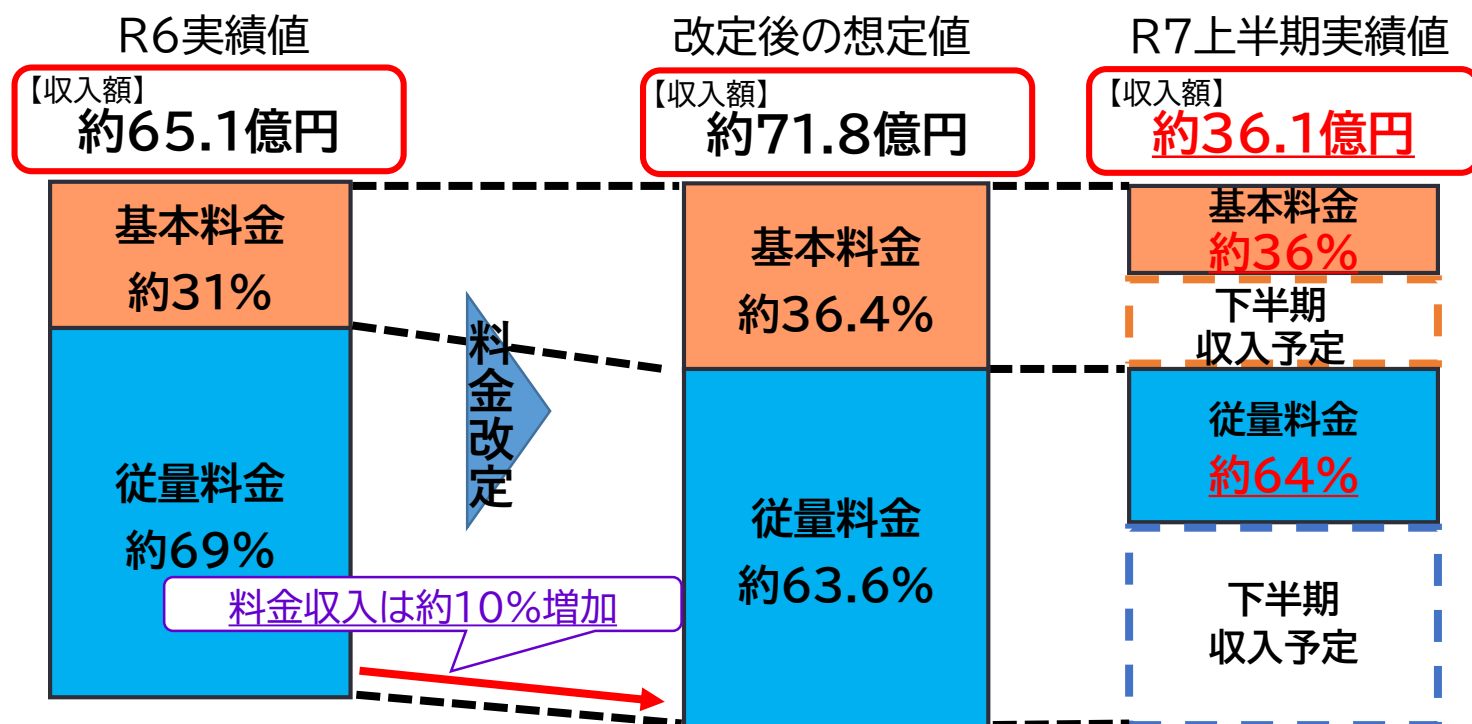 R6実績値
【収入額】
約65.1億円
基本料金
約31%
従量料金
約69%
料金改定
料金収入は約10%増加
改定後の想定値
【収入額】
約71.8億円
基本料金
約36.4%
従量料金
約63.6%
R7上半期実績値
【収入額】
約36.1億円
基本料金
約36%
下半期
収入予定
従量料金
約64%
下半期
収入予定